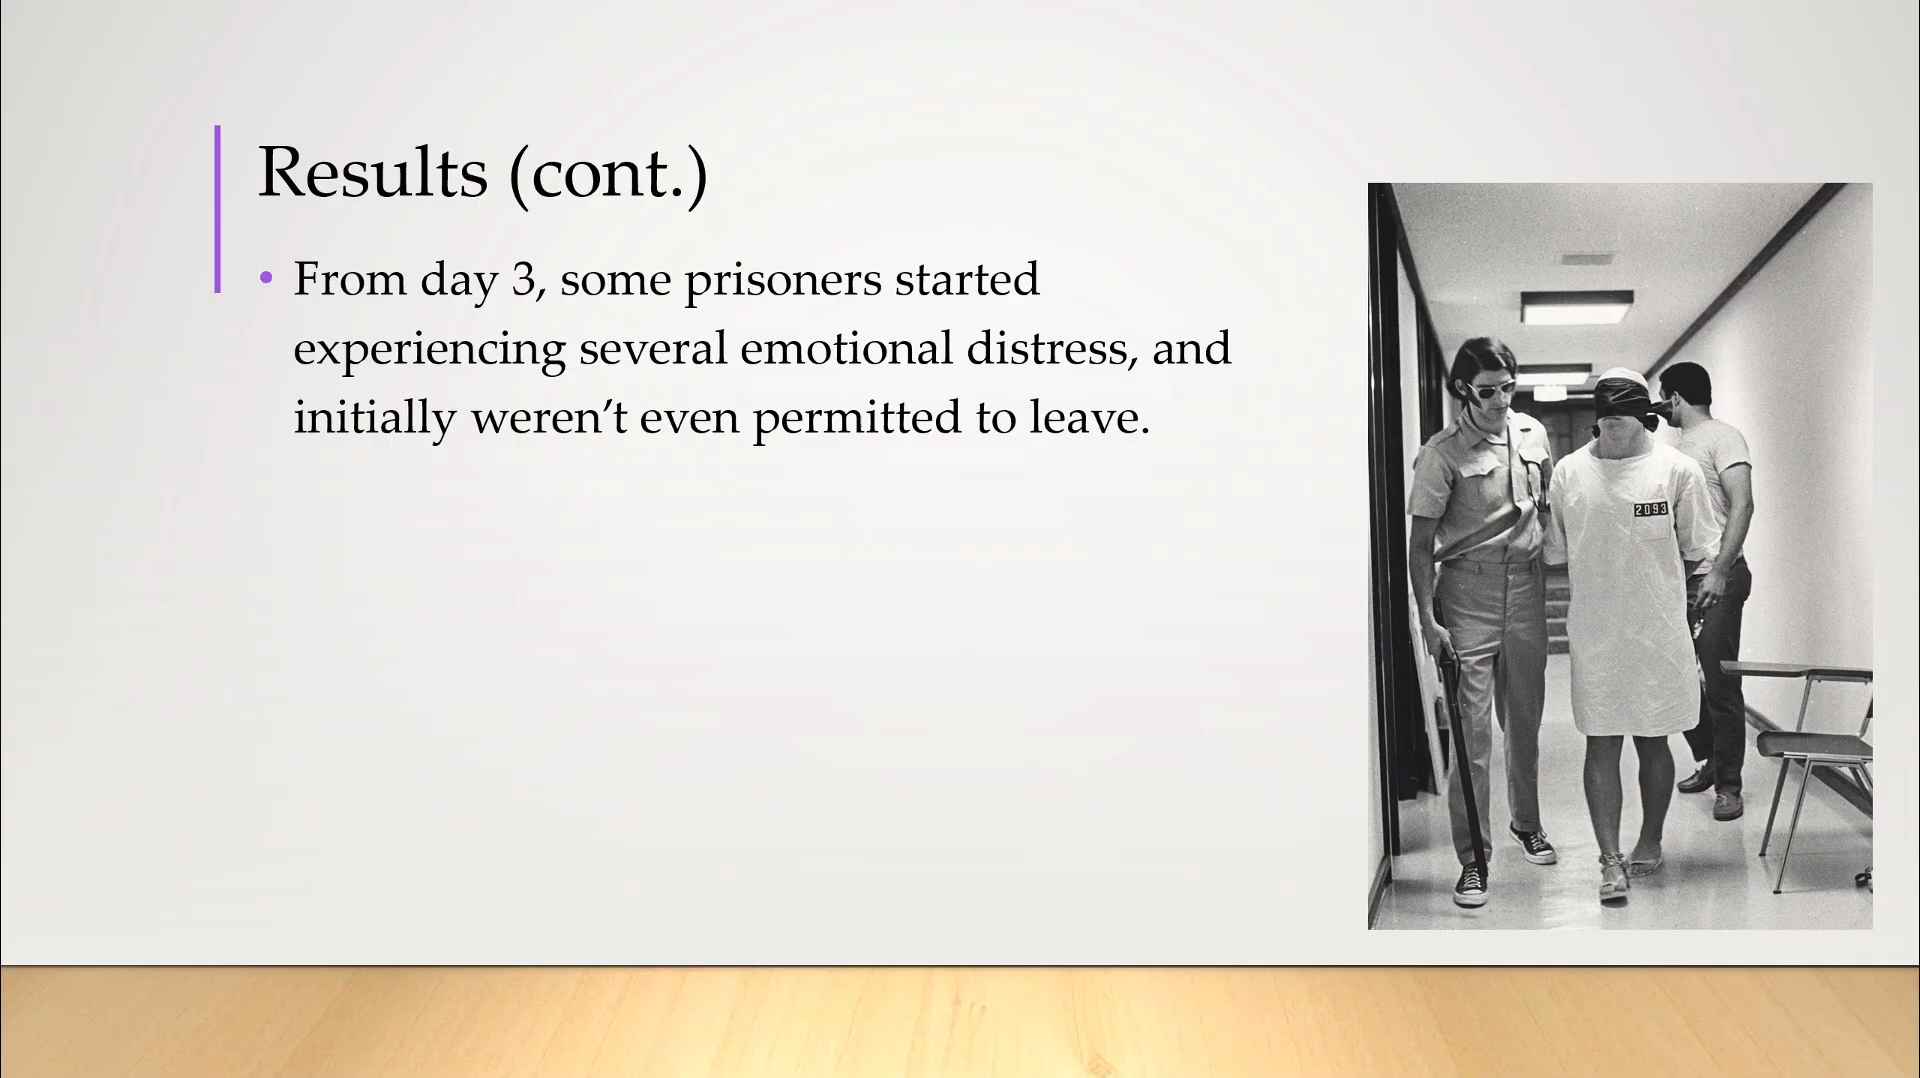 Results (cont.)
• From day 3, some prisoners started
experiencing several emotional distress, and
initially weren’t even permitted to leave.
2093